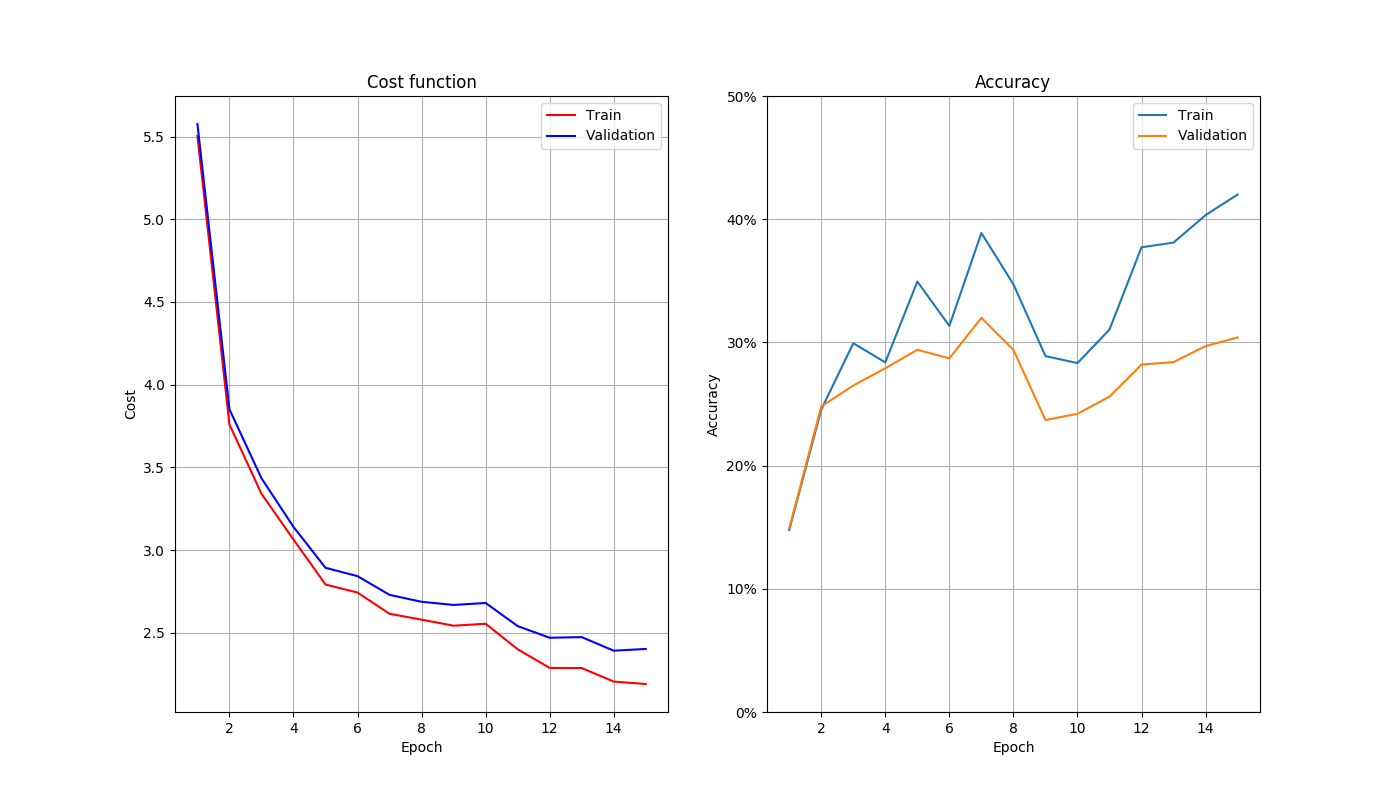 Cost function
Train
Validation
5.5
5.0
4.5
4.0
3.5
3.0
2.5
Cost
2 4 6 8 10 12 14
Epoch
Accuracy
Train
Validation
50%
40%
30%
20%
10%
0%
Accuracy
2 4 6 8 10 12 14
Epoch